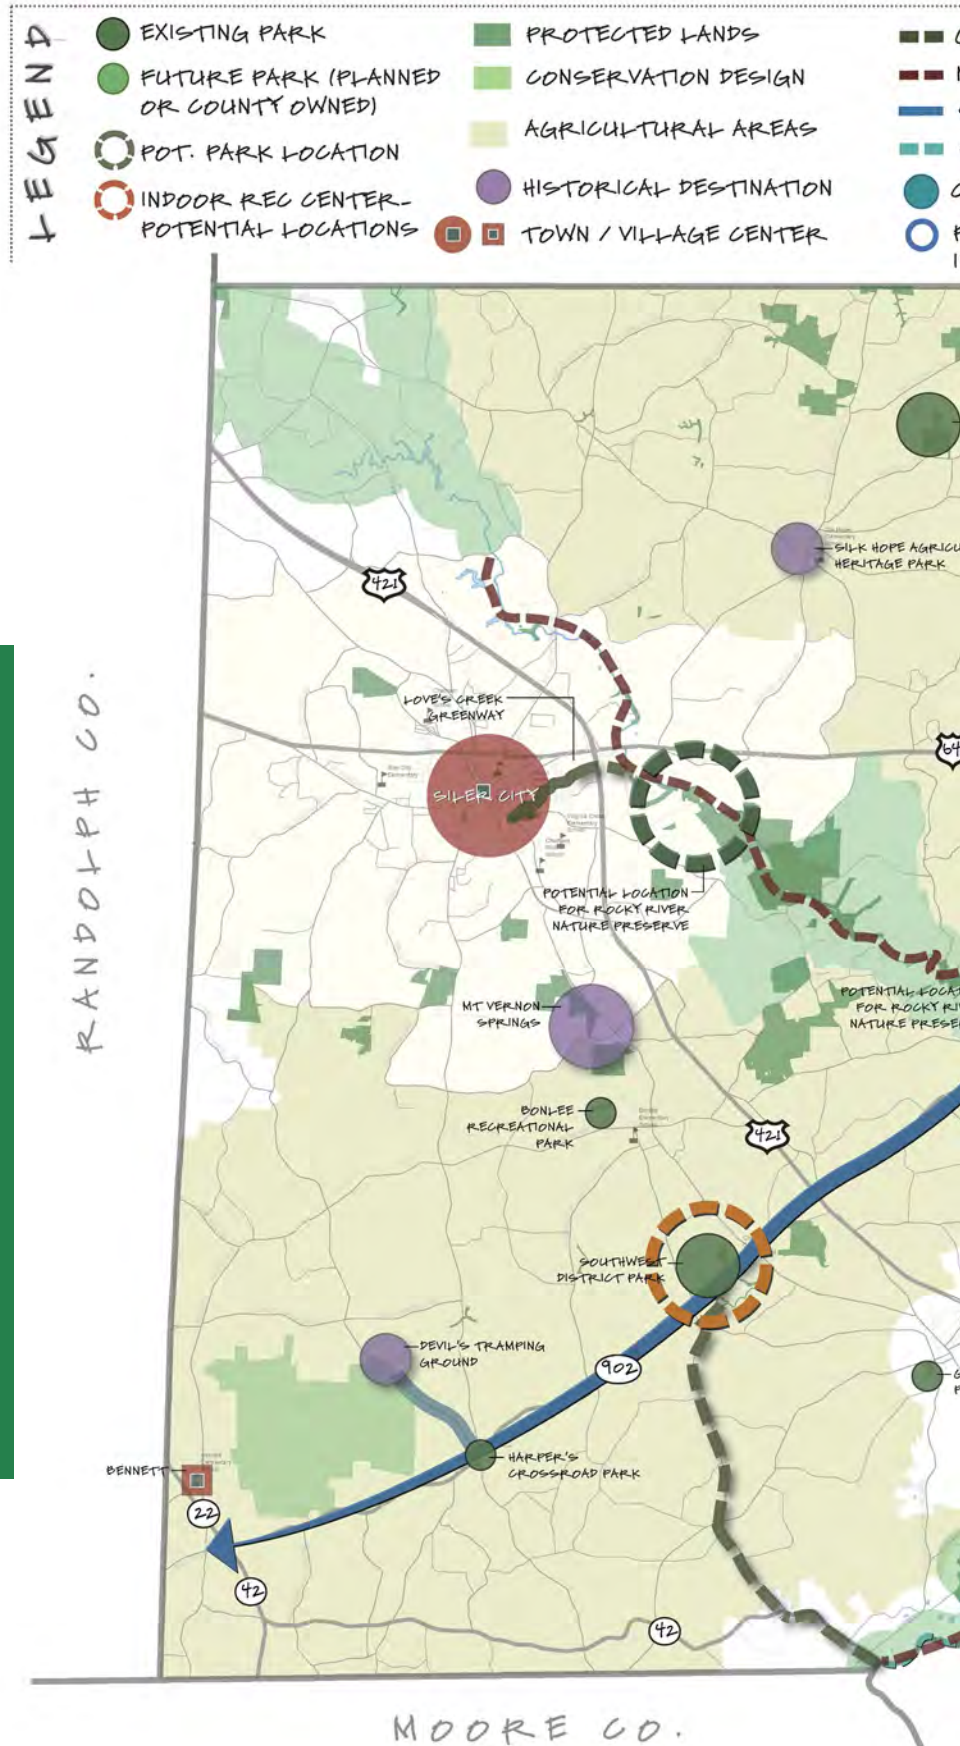 LEGEND
EXISTING PARK
FUTURE PARK (PLANNED
OR COUNTY OWNED)
POT. PARK LOCATION
INDOOR REC CENTER-
POTENTIAL LOCATIONS
PROTECTED LANDS
CONSERVATION DESIGN
AGRICULTURAL AREAS
HISTORICAL DESTINATION
TOWN / VILLAGE CENTER
421
SILK HOPE AGRICU
HERITAGE PARK
RANDOLPH CO.
LOVE'S CREEK
GREENWAY
64
SILER CITY
POTENTIAL LOCATION
FOR ROCKY RIVER
NATURE PRESERVE
MT VERNON
SPRINGS
POTENTIAL LOCA
FOR ROCKY RI
NATURE PRESE
BONLEE
RECREATIONAL
PARK
421
SOUTHWEST
DISTRICT PARK
DEVIL'S TRAMPING
GROUND
902
HARPER'S
CROSSROAD PARK
BENNETT
22
42
42
MOORE CO.